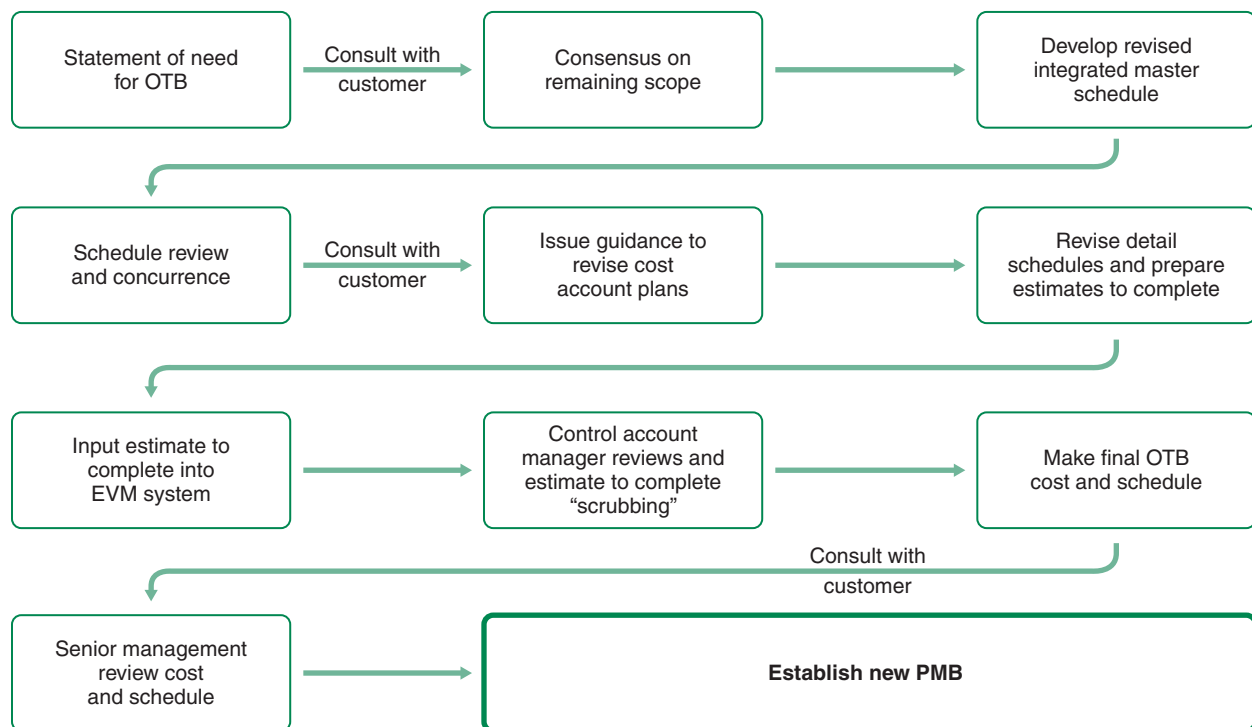 Statement of need
for OTB
Consult with
customer
Consensus on
remaining scope
Develop revised
integrated master
schedule
Schedule review
and concurrence
Consult with
customer
Issue guidance to
revise cost
account plans
Revise detail
schedules and prepare
estimates to complete
Input estimate to
complete into
EVM system
Control account
manager reviews and
estimate to complete
“scrubbing”
Make final OTB
cost and schedule
Consult with
customer
Senior management
review cost
and schedule
Establish new PMB